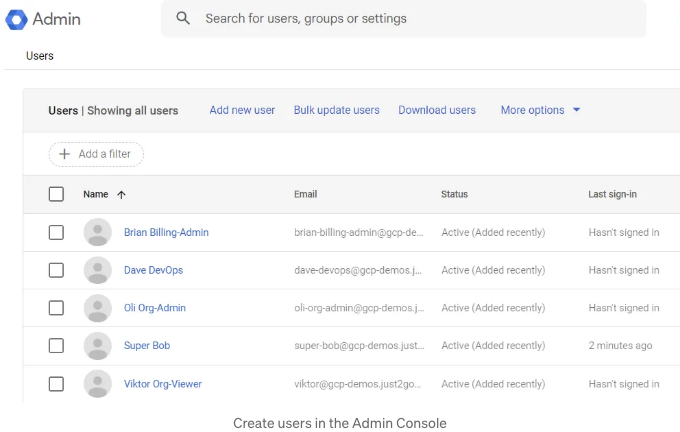 Admin
Search for users, groups or settings
Users
Users | Showing all users Add new user Bulk update users Download users More options
+ Add a filter
Name ↑ Email Status Last sign-in
Brian Billing-Admin brian-billing-admin@gcp-de... Active (Added recently) Hasn't signed in
Dave DevOps dave-devops@gcp-demos.j... Active (Added recently) Hasn't signed in
Oli Org-Admin oli-org-admin@gcp-demos.j... Active (Added recently) Hasn't signed in
Super Bob super-bob@gcp-demos.just... Active (Added recently) 2 minutes ago
Viktor Org-Viewer viktor@gcp-demos.just2go... Active (Added recently) Hasn't signed in
Create users in the Admin Console